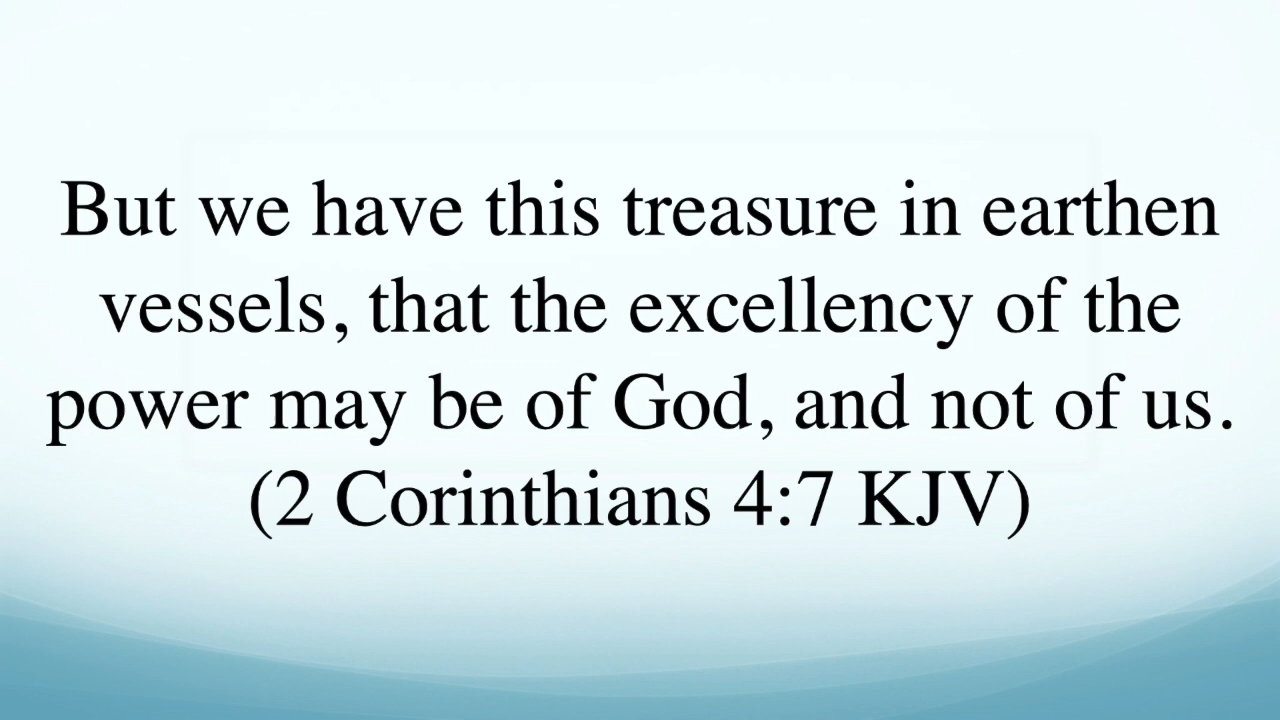 But we have this treasure in earthen
vessels, that the excellency of the
power may be of God, and not of us.
(2 Corinthians 4:7 KJV)